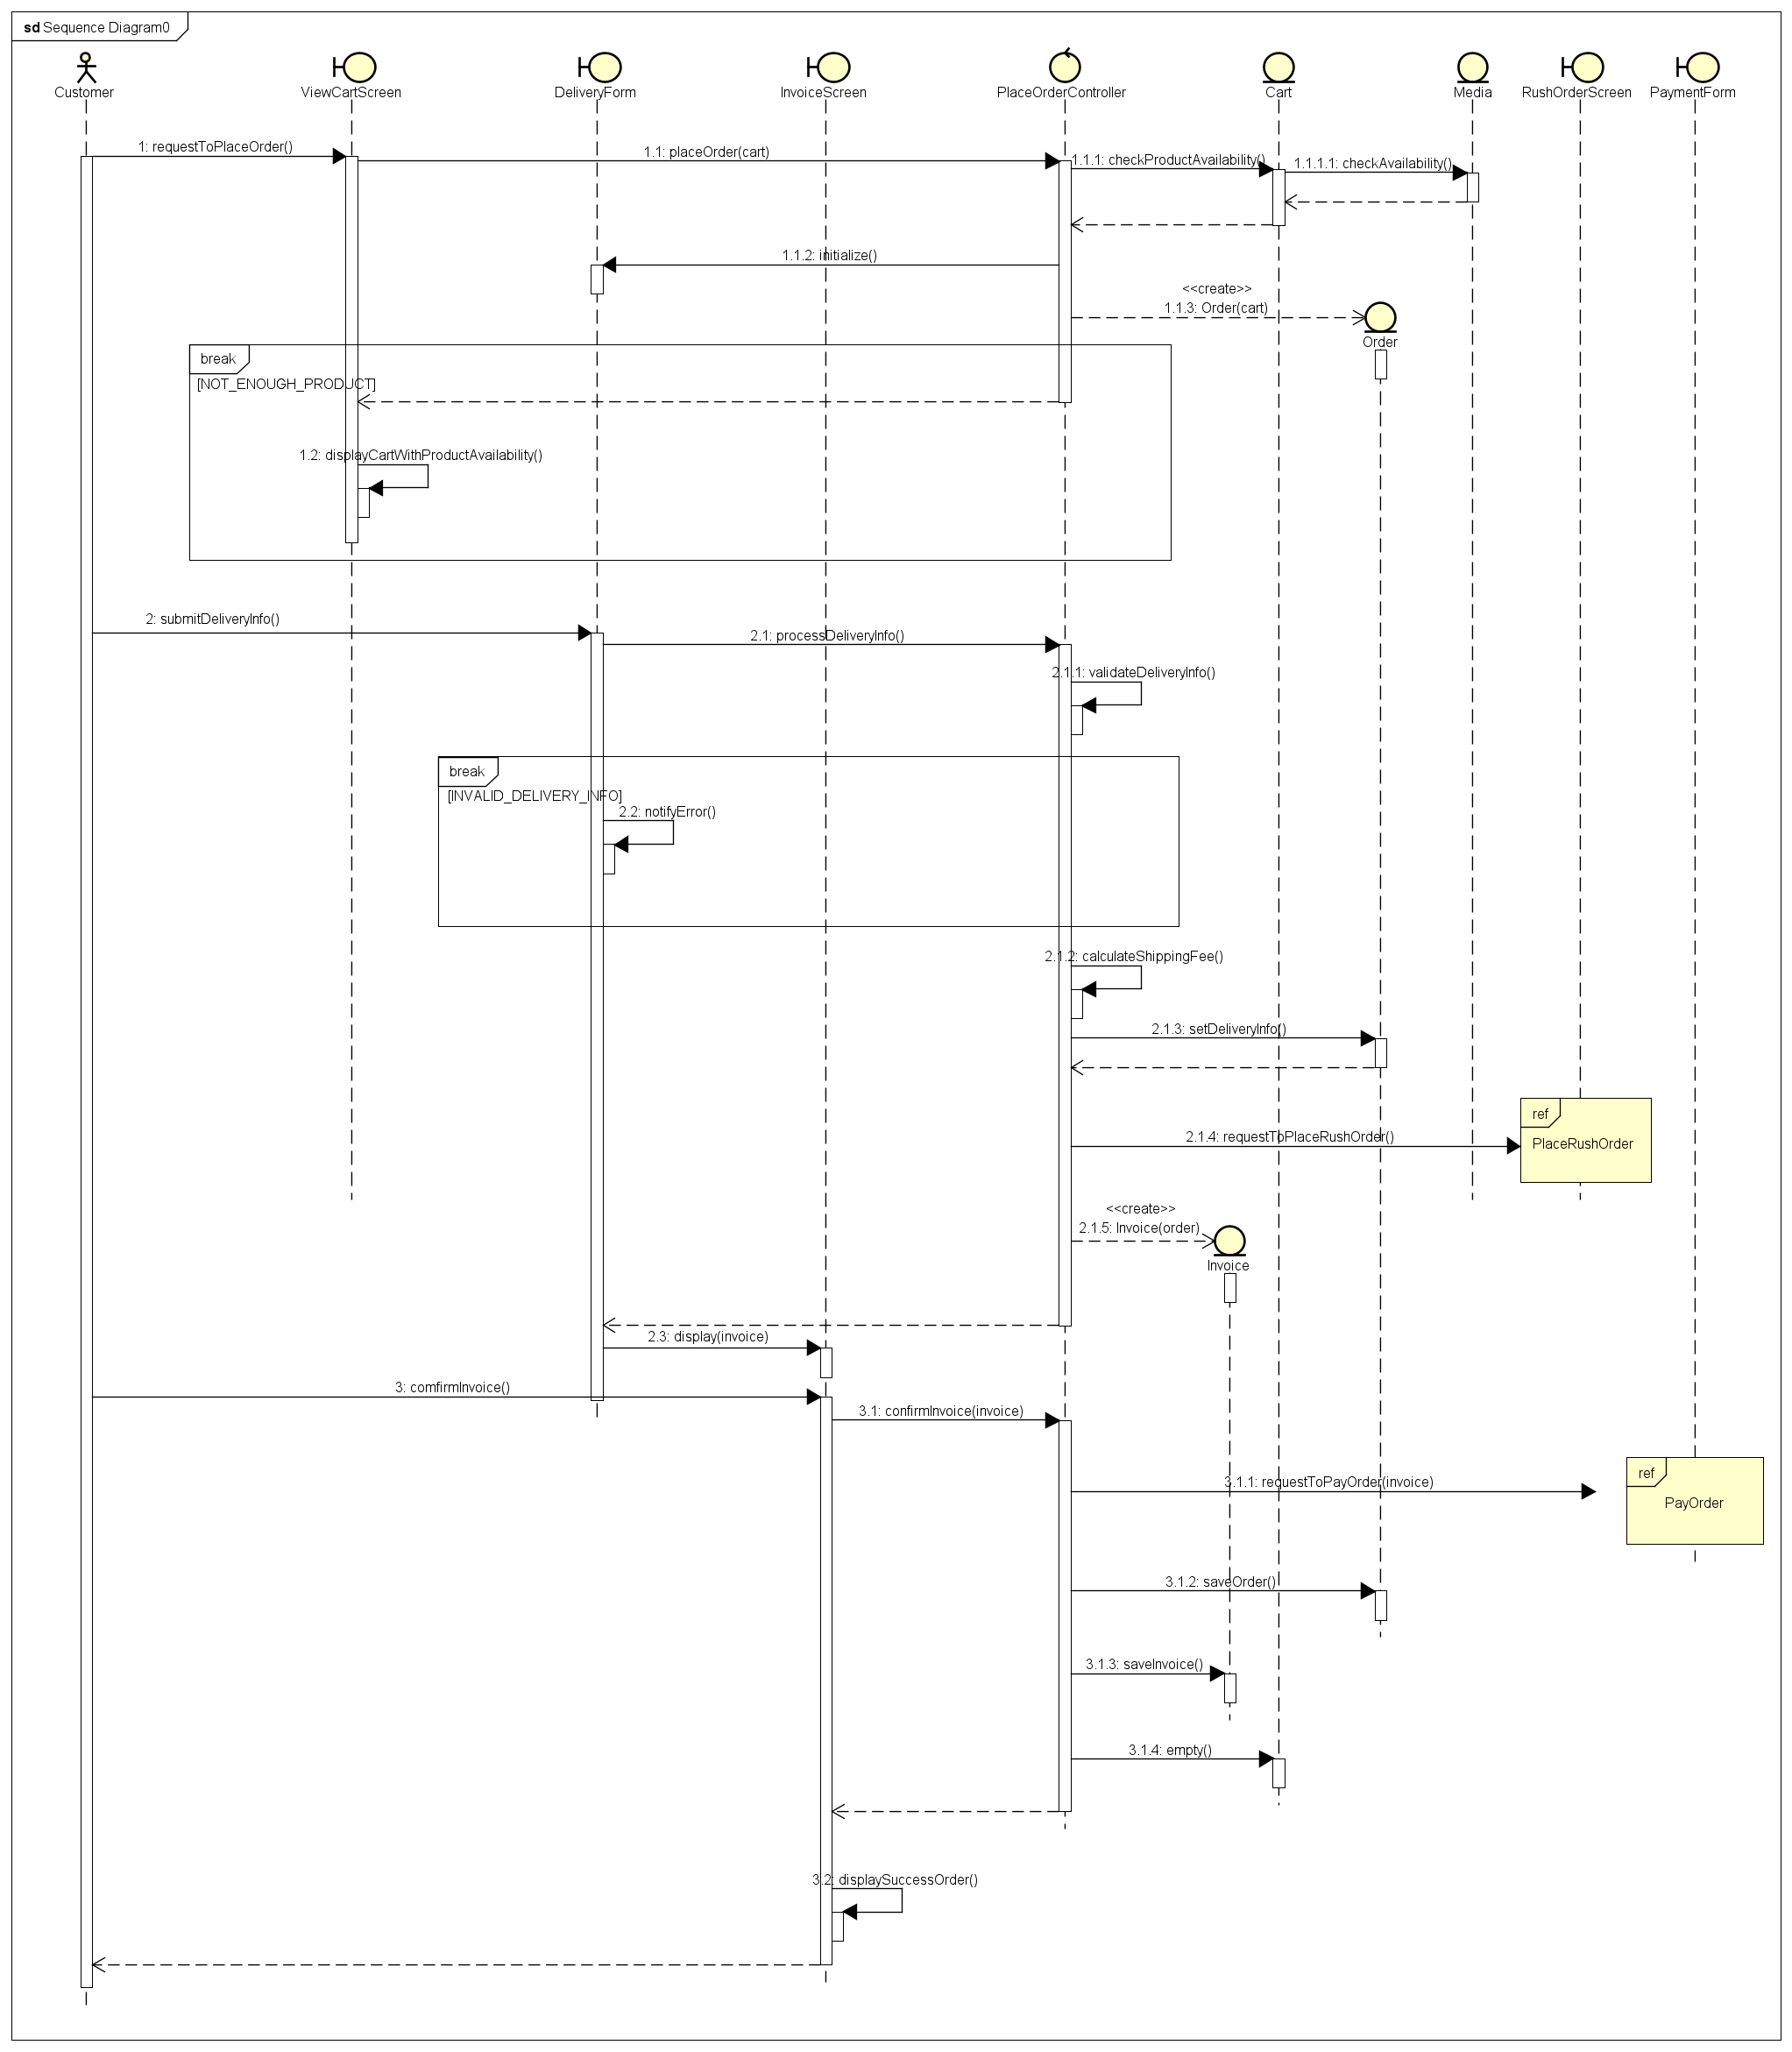 sd Sequence Diagram0
Customer
ViewCartScreen
DeliveryForm
InvoiceScreen
PlaceOrderController
Cart
Media
RushOrderScreen
PaymentForm
1: requestToPlaceOrder()
1.1: placeOrder(cart)
1.1.1: checkProductAvailability()
1.1.1.1: checkAvailability()
1.1.2: initialize()
<<create>>
1.1.3: Order(cart)
Order
break
[NOT_ENOUGH_PRODUCT]
1.2: displayCartWithProductAvailability()
2: submitDeliveryInfo()
2.1: processDeliveryInfo()
2.1.1: validateDeliveryInfo()
break
[INVALID_DELIVERY_INFO]
2.2: notifyError()
2.1.2: calculateShippingFee()
2.1.3: setDeliveryInfo()
ref
2.1.4: requestToPlaceRushOrder()
PlaceRushOrder
<<create>>
2.1.5: Invoice(order)
Invoice
2.3: display(invoice)
3: comfirmInvoice()
3.1: confirmInvoice(invoice)
ref
3.1.1: requestToPayOrder(invoice)
PayOrder
3.1.2: saveOrder()
3.1.3: saveInvoice()
3.1.4: empty()
3.2: displaySuccessOrder()